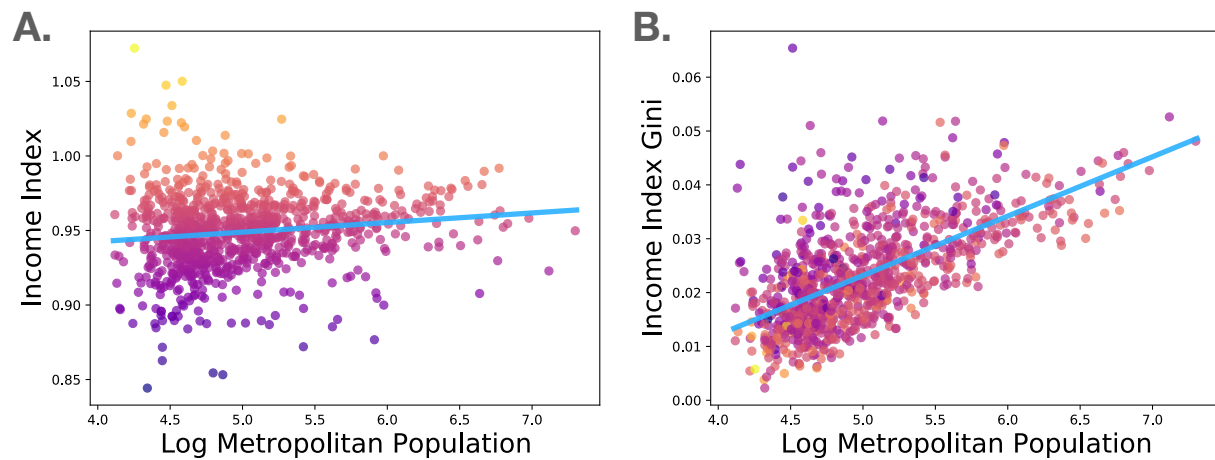 A.
Income Index
1.05
1.00
0.95
0.90
0.85
4.0 4.5 5.0 5.5 6.0 6.5 7.0
Log Metropolitan Population
B.
Income Index Gini
0.06
0.05
0.04
0.03
0.02
0.01
0.00
4.0 4.5 5.0 5.5 6.0 6.5 7.0
Log Metropolitan Population